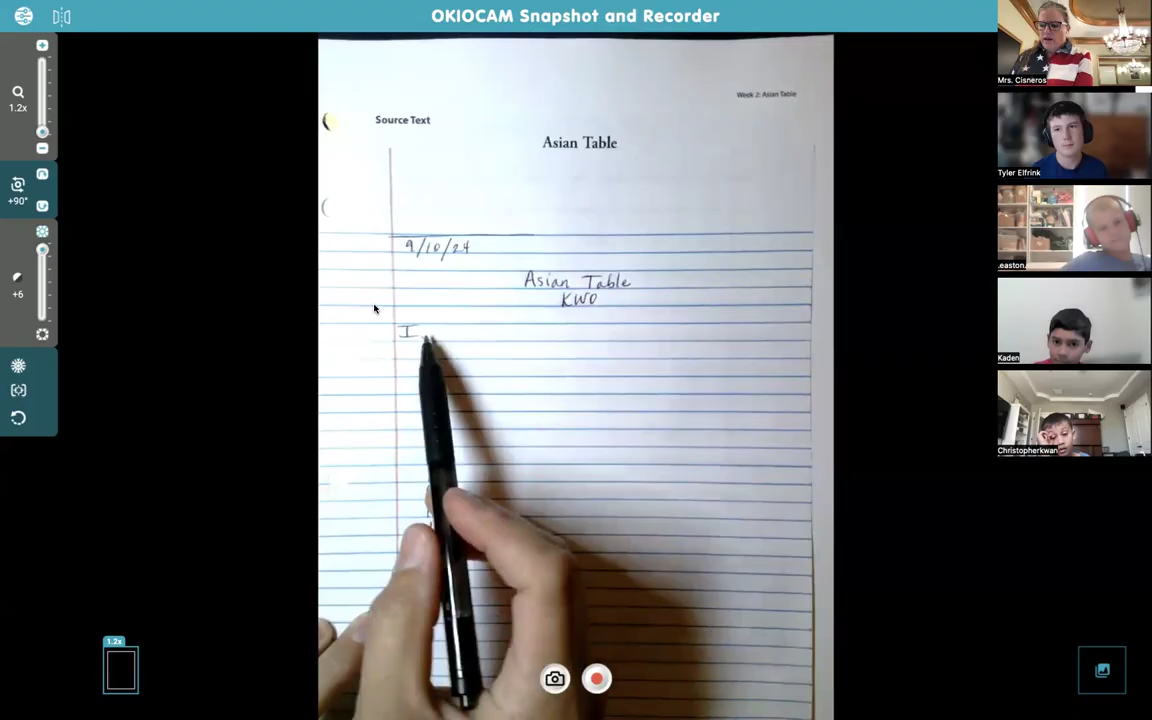 OKIOCAM Snapshot and Recorder
1.2x
+90°
+6
Week 2: Asian Table
Source Text
Asian Table
9/10/24
Asian Table
KWO
I
1.2x
Mrs. Cisneros
Tyler Elfrink
.easton.
Kaden
Christopherkwan